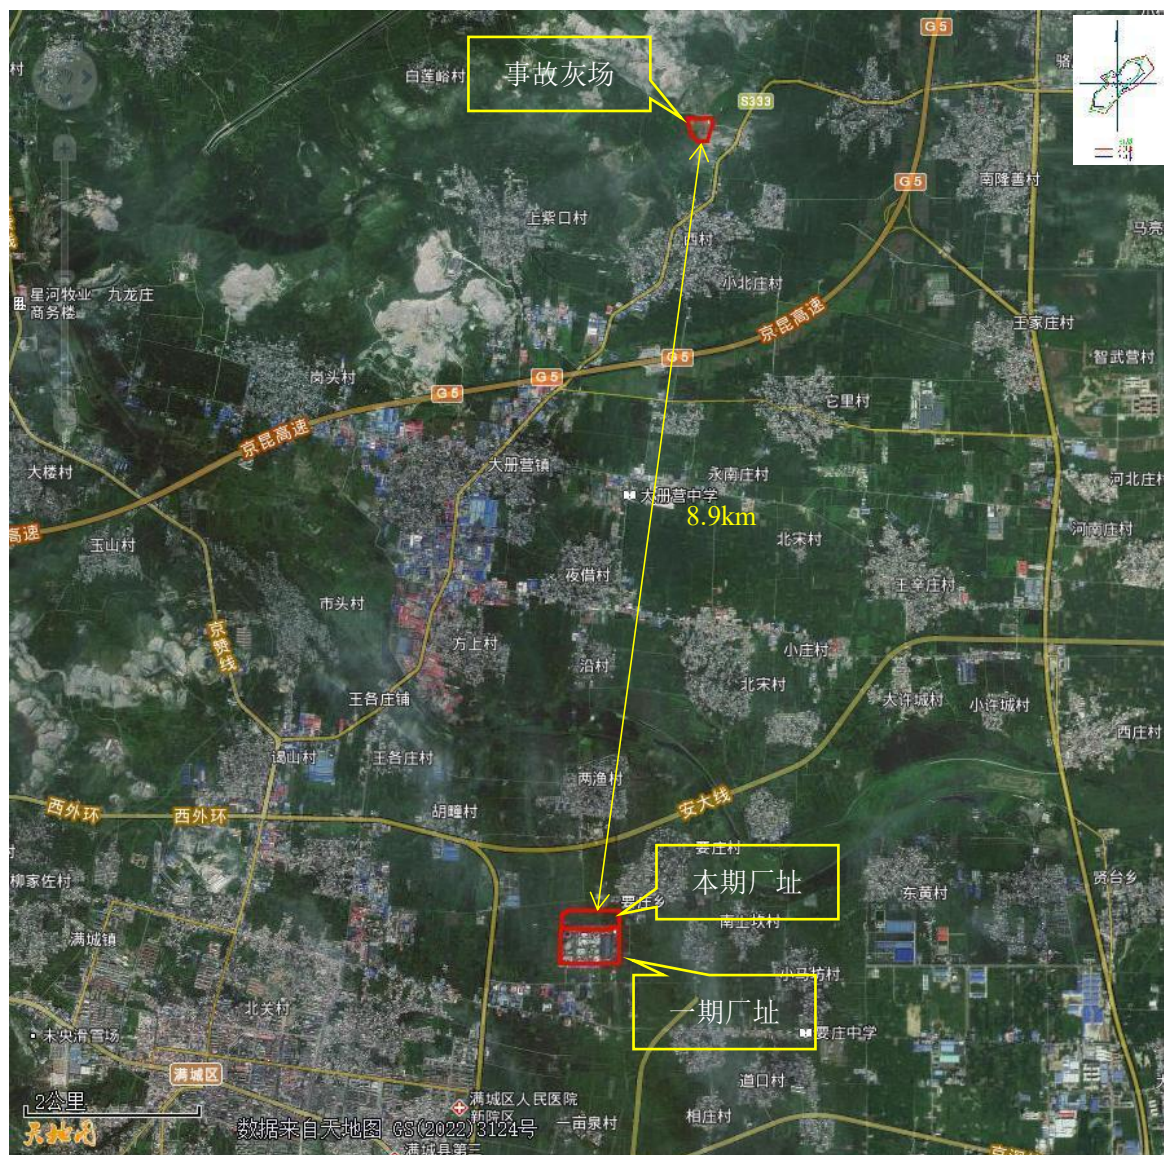 G5
村
白莲峪村
事故灰场
S333
骆
G5
南隆善村
上紫口村
西村
马亮
小北庄村
星河牧业
商务楼
九龙庄
京昆高速
王家庄村
G5
智武营村
岗头村
G5
G5
它里村
京昆高速
大册营镇
大楼村
永南庄村
河北庄村
大册营中学
8.9km
高速
河南庄村
玉山村
北宋村
夜借村
王辛庄村
市头村
京赞线
方上村
小庄村
沿村
北宋村
王各庄铺
大许城村
小许城村
西庄村
谒山村
王各庄村
两渔村
西外环
西外环
胡疃村
安大线
要庄村
柳家佐村
本期厂址
东黄村
贤台乡
要庄乡
满城镇
南上坎村
小马坊村
北关村
一期厂址
未央滑雪场
要庄中学
满城区
道口村
2公里
满城区人民医院
新院区
相庄村
一亩泉村
天地图
数据来自天地图 GS(2022)3124号
满城县第三